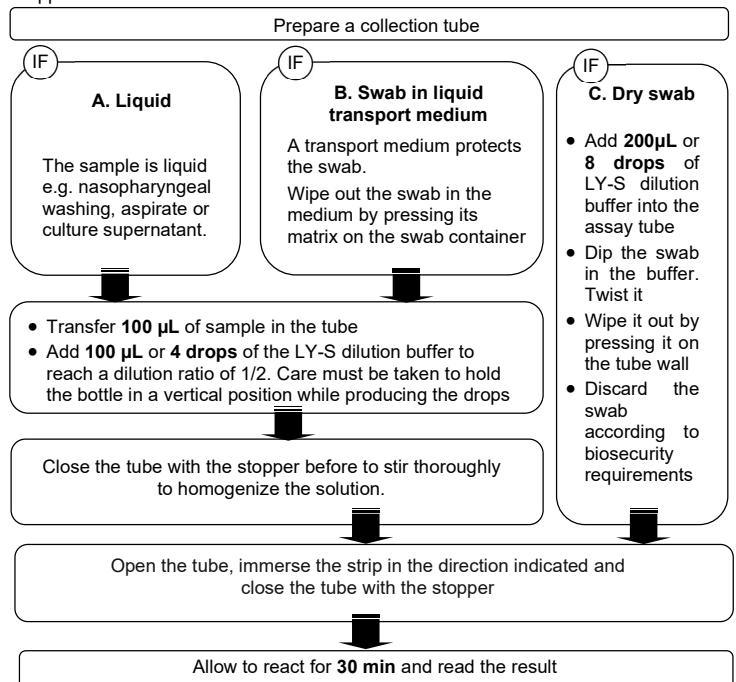 Prepare a collection tube
IF
A. Liquid
The sample is liquid
e.g. nasopharyngeal
washing, aspirate or
culture supernatant.
IF
B. Swab in liquid
transport medium
A transport medium protects
the swab.
Wipe out the swab in the
medium by pressing its
matrix on the swab container
IF
C. Dry swab
• Add 200µL or
8 drops of
LY-S dilution
buffer into the
assay tube
• Dip the swab
in the buffer.
Twist it
• Wipe it out by
pressing it on
the tube wall
• Discard the
swab
according to
biosecurity
requirements
• Transfer 100 µL of sample in the tube
• Add 100 µL or 4 drops of the LY-S dilution buffer to
reach a dilution ratio of 1/2. Care must be taken to hold
the bottle in a vertical position while producing the drops
Close the tube with the stopper before to stir thoroughly
to homogenize the solution.
Open the tube, immerse the strip in the direction indicated and
close the tube with the stopper
Allow to react for 30 min and read the result